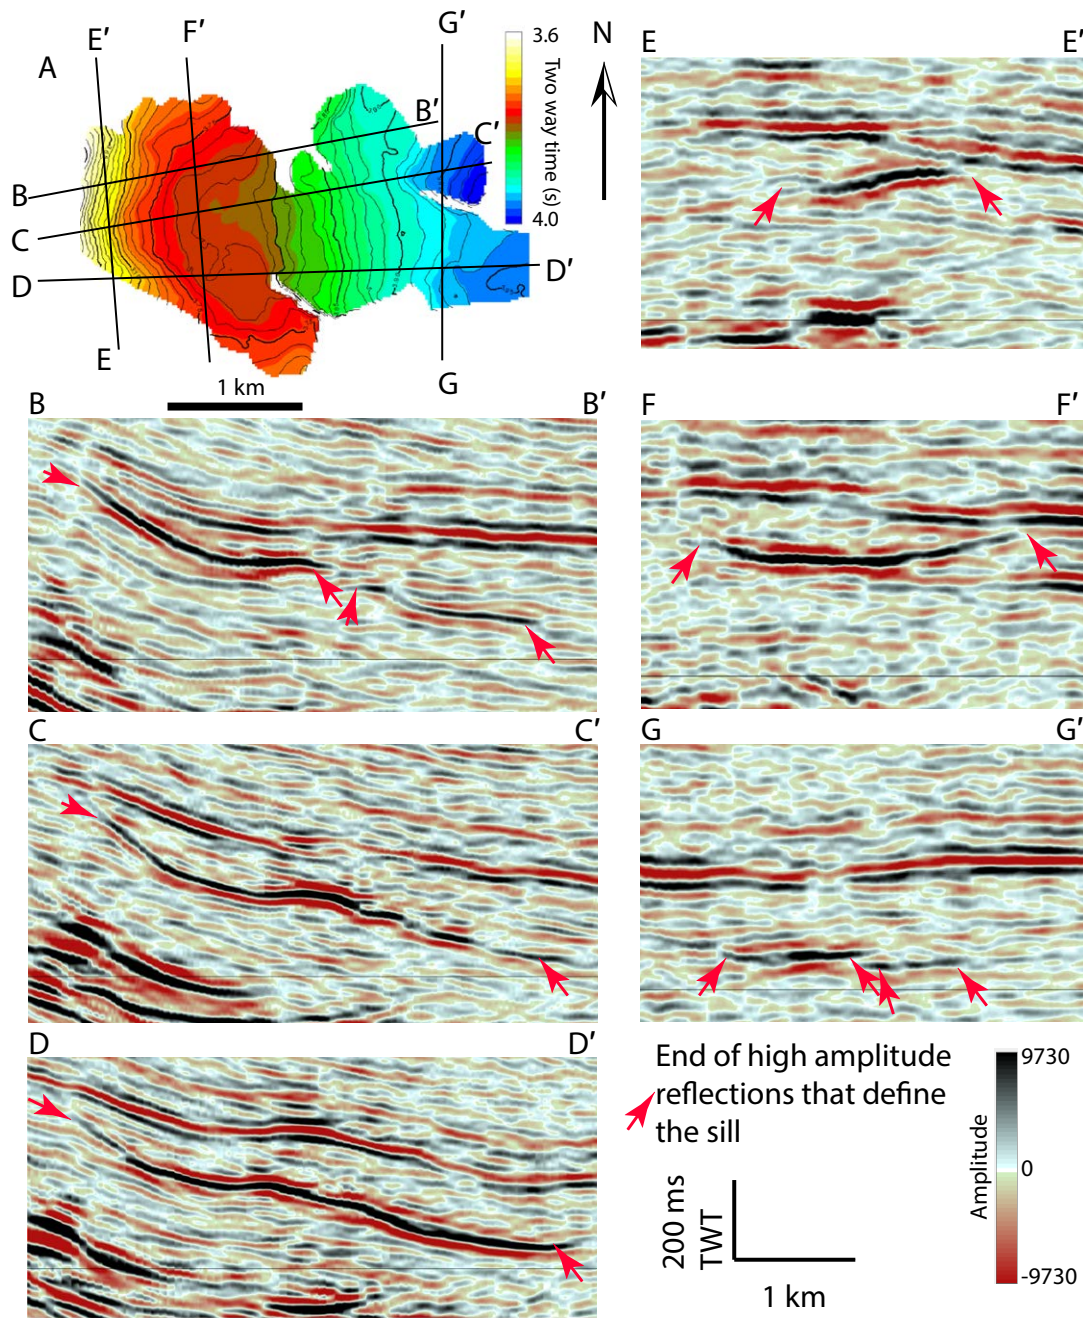 A
E′
F′
G′
3.6
Two way time (s)
4.0
N
B
B′
C
C′
D
D′
E
G
1 km
E
E′
B
B′
F
F′
C
C′
G
G′
D
D′
End of high amplitude
reflections that define
the sill
200 ms
TWT
1 km
Amplitude
9730
0
-9730